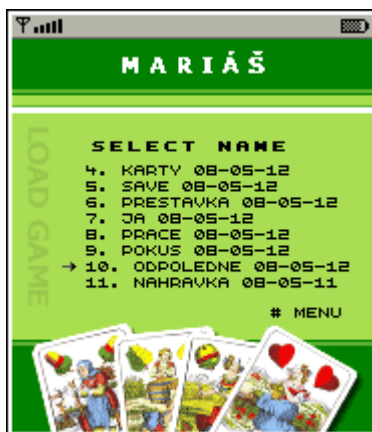 MARIÁŠ
LOAD GAME
SELECT NAME
4. KARTY 08-05-12
5. SAVE 08-05-12
6. PRESTAVKA 08-05-12
7. JA 08-05-12
8. PRACE 08-05-12
9. POKUS 08-05-12
→ 10. ODPOLEDNE 08-05-12
11. NAHRAVKA 08-05-11
# MENU